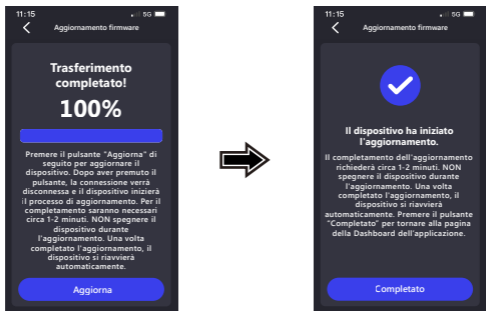 11:15
5G
Aggiornamento firmware
Trasferimento
completato!
100%
Premere il pulsante "Aggiorna" di
seguito per aggiornare il
dispositivo. Dopo aver premuto il
pulsante, la connessione verrà
disconnessa e il dispositivo inizierà
il processo di aggiornamento. Per il
completamento saranno necessari
circa 1-2 minuti. NON spegnere il
dispositivo durante
l'aggiornamento. Una volta
completato l'aggiornamento, il
dispositivo si riavvierà
automaticamente.
Aggiorna
11:15
5G
Aggiornamento firmware
Il dispositivo ha iniziato
l'aggiornamento.
Il completamento dell'aggiornamento
richiederà circa 1-2 minuti. NON
spegnere il dispositivo durante
l'aggiornamento. Una volta
completato l'aggiornamento, il
dispositivo si riavvierà
automaticamente. Premere il pulsante
"Completato" per tornare alla pagina
della Dashboard dell'applicazione.
Completato